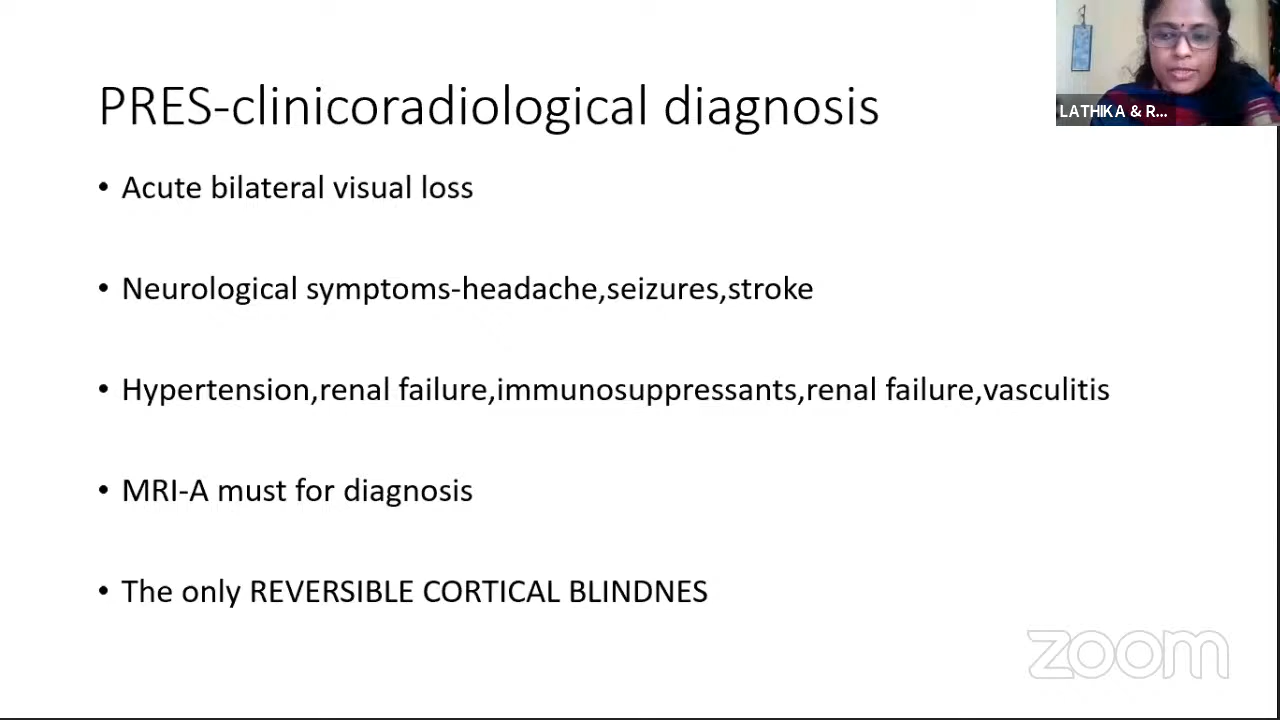 PRES-clinicoradiological diagnosis
LATHIKA & R...
• Acute bilateral visual loss
• Neurological symptoms-headache,seizures,stroke
• Hypertension,renal failure,immunosuppressants,renal failure,vasculitis
• MRI-A must for diagnosis
• The only REVERSIBLE CORTICAL BLINDNES
zoom